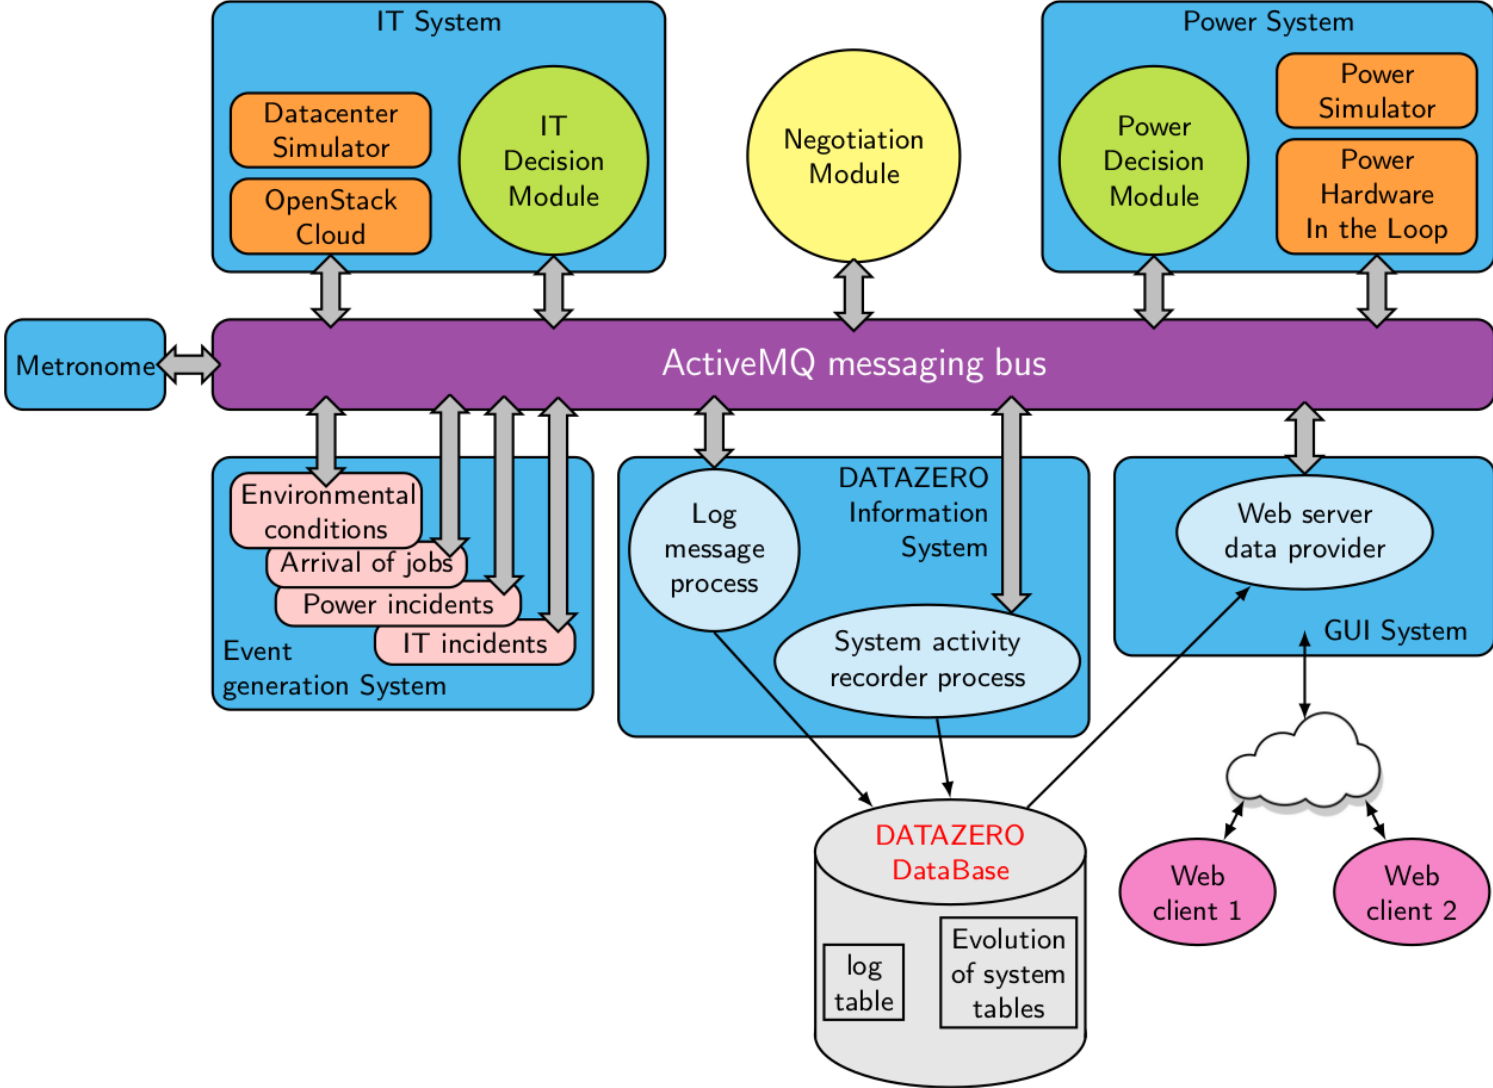 IT System
Datacenter
Simulator
OpenStack
Cloud
IT
Decision
Module
Negotiation
Module
Power System
Power
Decision
Module
Power
Simulator
Power
Hardware
In the Loop
Metronome
ActiveMQ messaging bus
Environmental
conditions
Arrival of jobs
Power incidents
IT incidents
Event
generation System
Log
message
process
DATAZERO
Information
System
System activity
recorder process
Web server
data provider
GUI System
DATAZERO
DataBase
log
table
Evolution
of system
tables
Web
client 1
Web
client 2